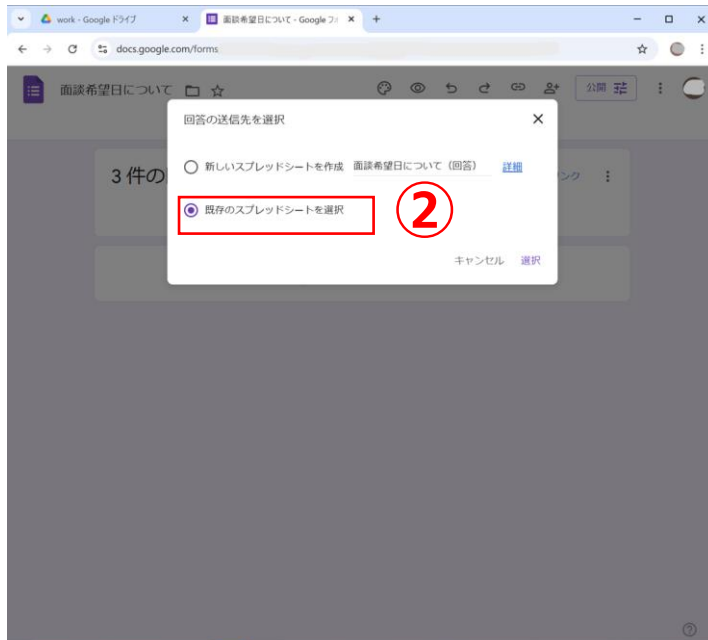 work - Google ドライブ
面談希望日について - Google フォ
docs.google.com/forms
面談希望日について
公開
回答の送信先を選択
3 件の
新しいスプレッドシートを作成 面談希望日について（回答） 詳細
リンク
既存のスプレッドシートを選択
②
キャンセル 選択